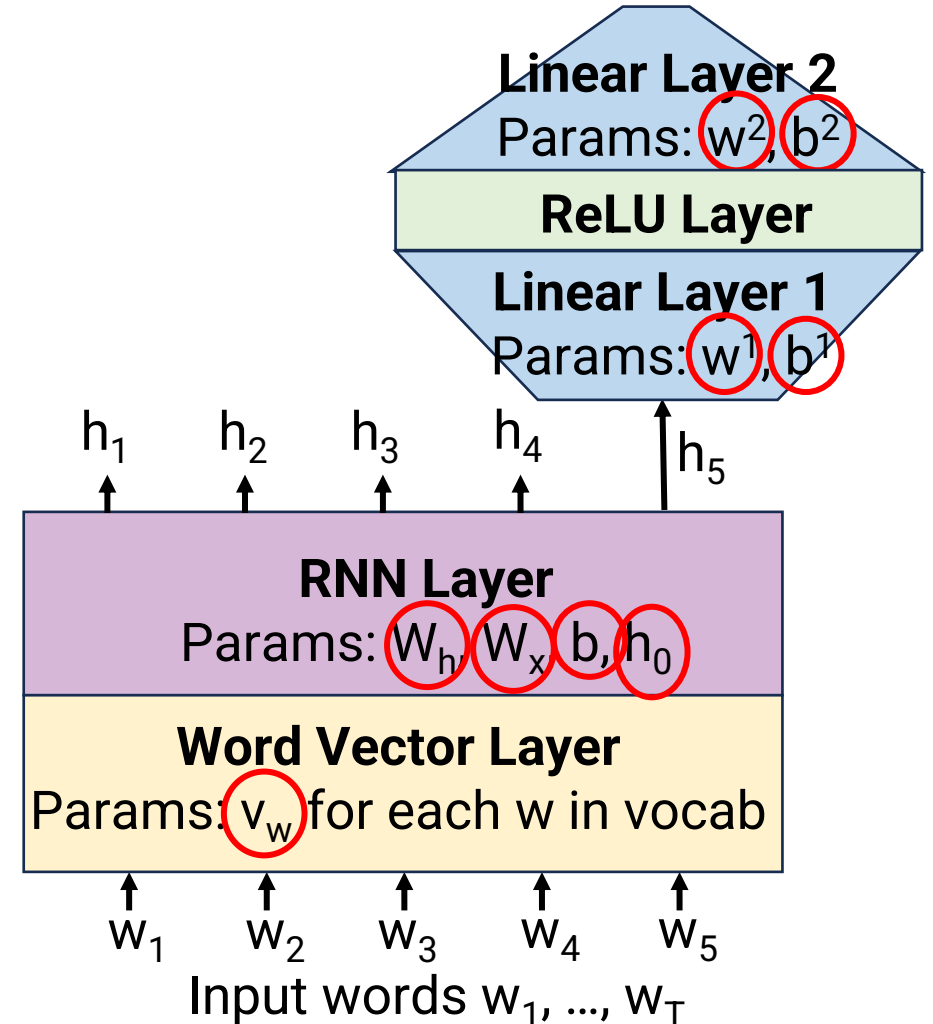 Linear Layer 2
Params: w², b²
ReLU Layer
Linear Layer 1
Params: w¹, b¹
h₁ h₂ h₃ h₄ h₅
RNN Layer
Params: Wₕ, Wₓ, b, h₀
Word Vector Layer
Params: v_w for each w in vocab
w₁ w₂ w₃ w₄ w₅
Input words w₁, …, w_T